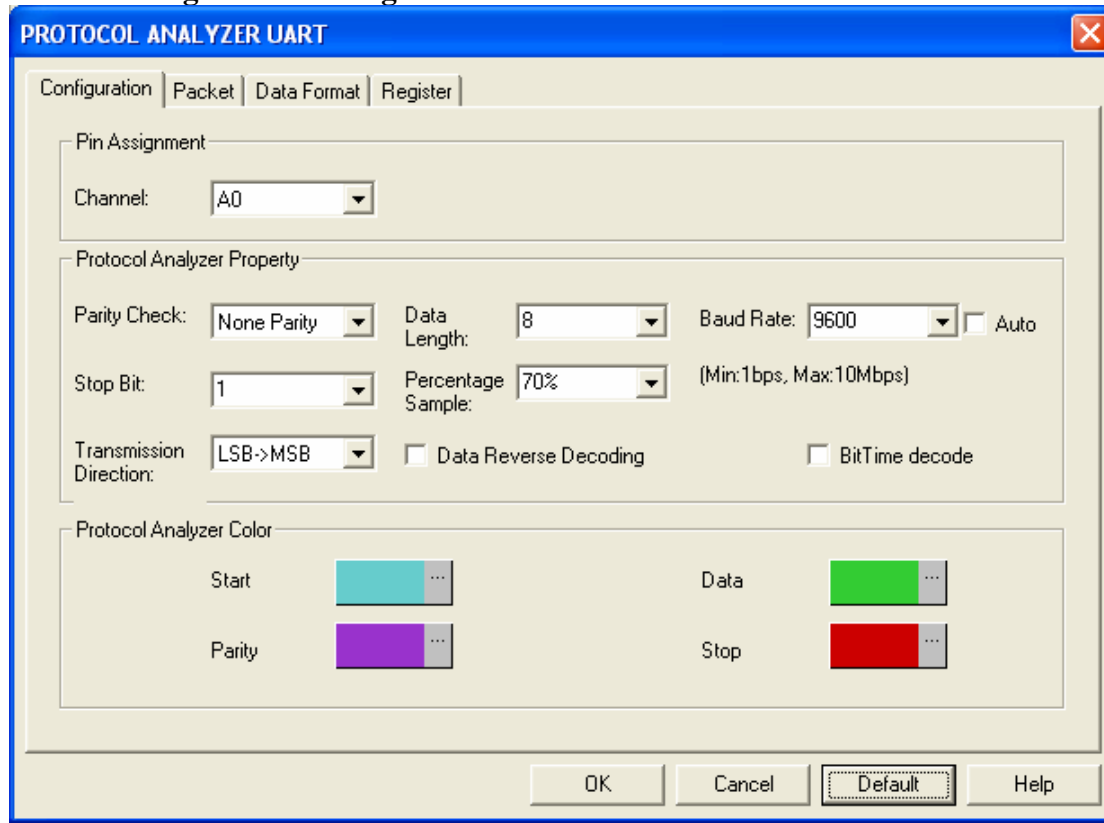 PROTOCOL ANALYZER UART
Configuration Packet Data Format Register
Pin Assignment
Channel: A0
Protocol Analyzer Property
Parity Check: None Parity Data Length: 8 Baud Rate: 9600 Auto
Stop Bit: 1 Percentage Sample: 70% (Min:1bps, Max:10Mbps)
Transmission Direction: LSB->MSB Data Reverse Decoding BitTime decode
Protocol Analyzer Color
Start ... Data ...
Parity ... Stop ...
OK Cancel Default Help